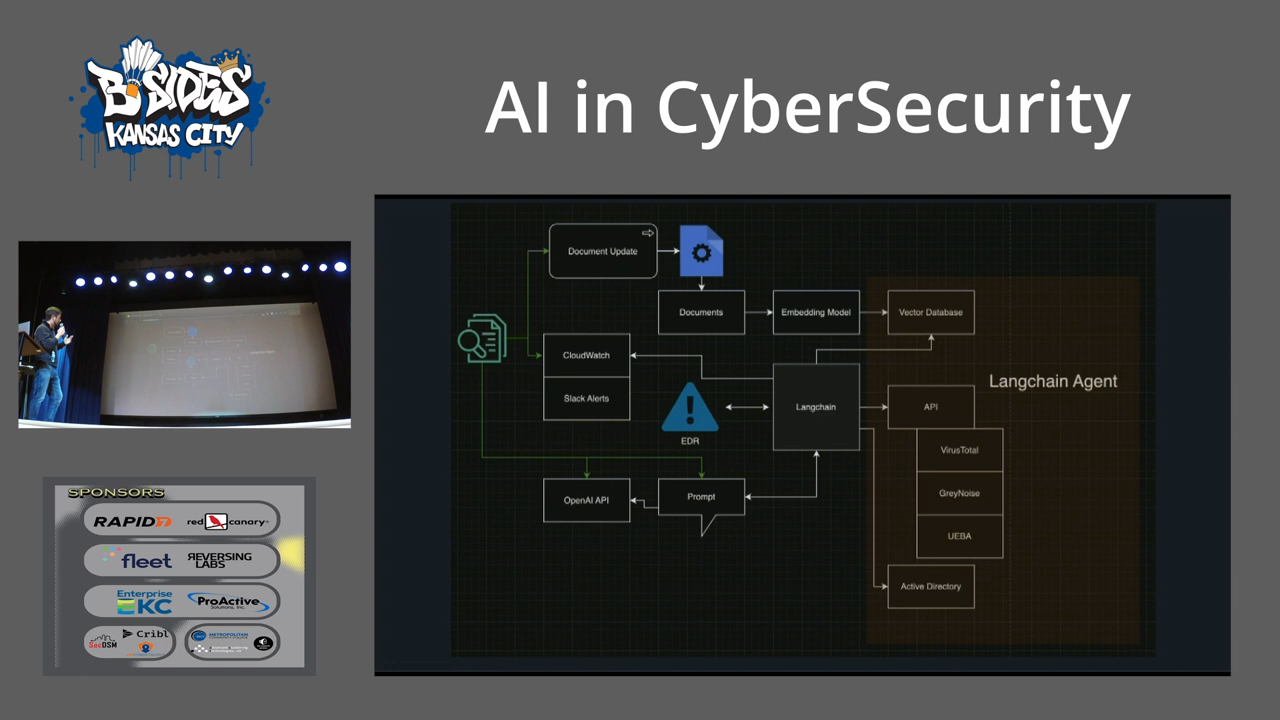 B SIDES
KANSAS CITY
AI in CyberSecurity
Document Update
Documents
Embedding Model
Vector Database
CloudWatch
Slack Alerts
EDR
Langchain
Langchain Agent
API
VirusTotal
GreyNoise
UEBA
OpenAI API
Prompt
Active Directory
SPONSORS
RAPID7
red canary
fleet
REVERSING
LABS
Enterprise
KC
ProActive
Solutions, Inc.
SecDSM
Cribl
METROPOLITAN